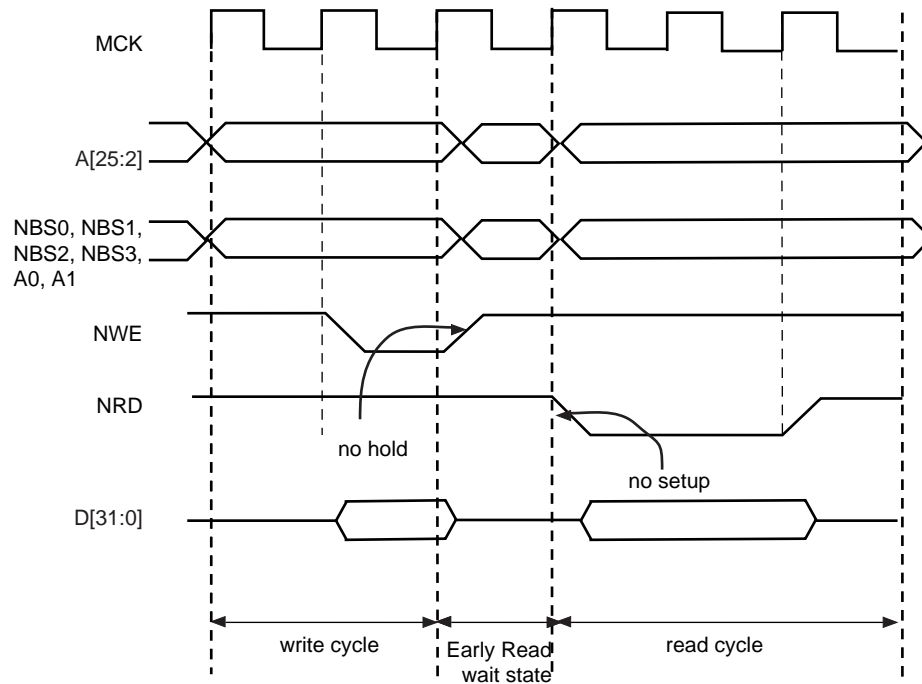 MCK
A[25:2]
NBS0, NBS1,
NBS2, NBS3,
A0, A1
NWE
NRD
no hold
no setup
D[31:0]
write cycle
Early Read
wait state
read cycle